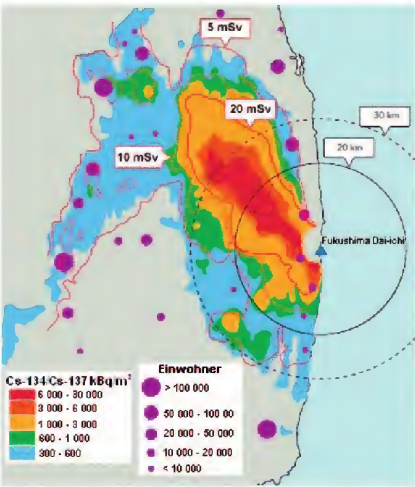 5 mSv
20 mSv
30 km
20 km
10 mSv
Fukushima Dai-ichi
Cs-134/Cs-137 kBq/m²
6 000 - 30 000
3 000 - 6 000
1 000 - 3 000
600 - 1 000
300 - 600
Einwohner
> 100 000
50 000 - 100 00
20 000 - 50 000
10 000 - 20 000
< 10 000